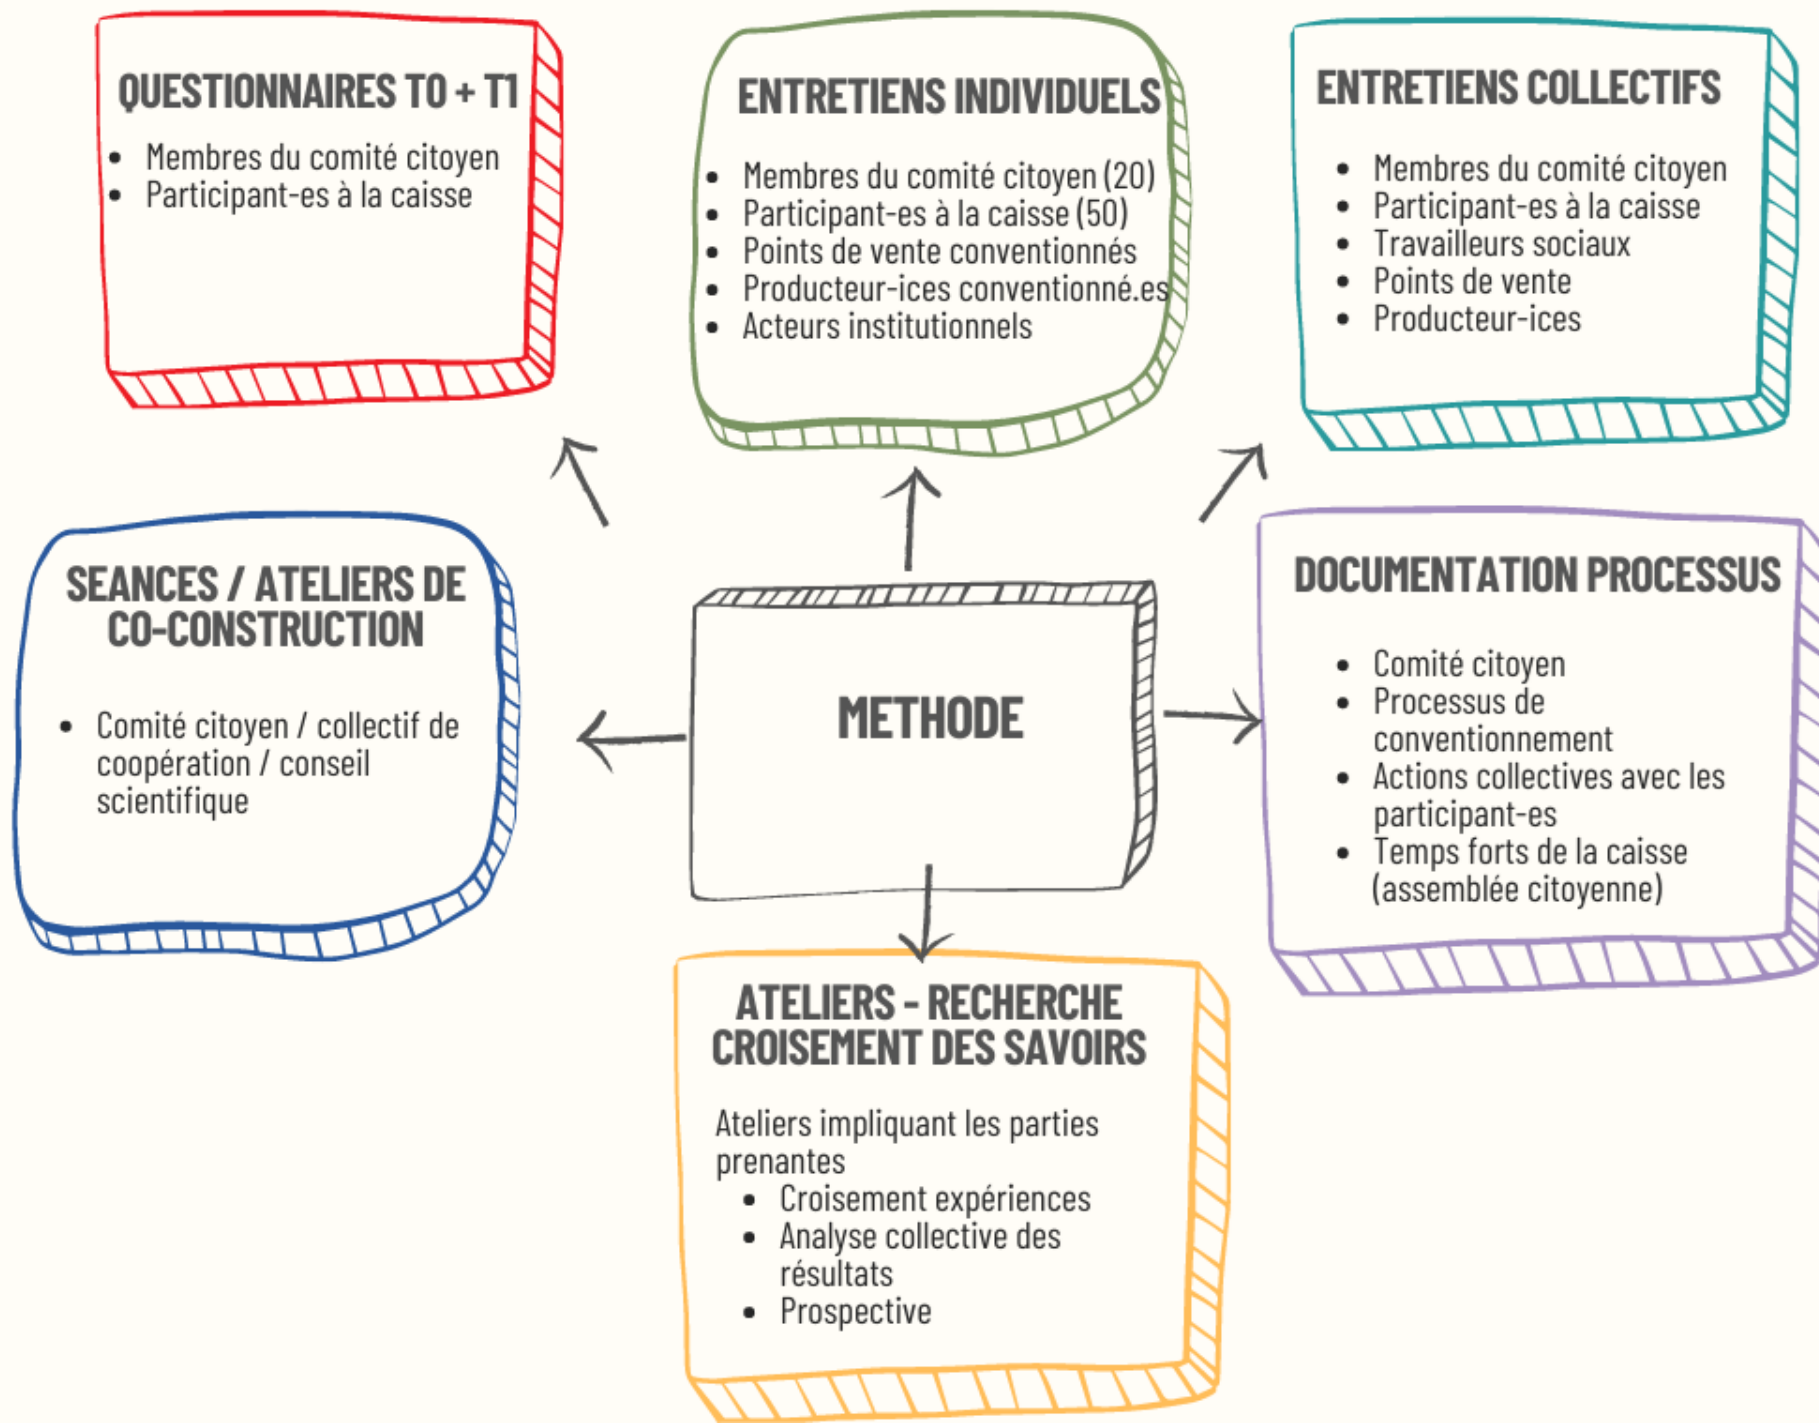 QUESTIONNAIRES T0 + T1
Membres du comité citoyen
Participant-es à la caisse
ENTRETIENS INDIVIDUELS
Membres du comité citoyen (20)
Participant-es à la caisse (50)
Points de vente conventionnés
Producteur-ices conventionné.es
Acteurs institutionnels
ENTRETIENS COLLECTIFS
Membres du comité citoyen
Participant-es à la caisse
Travailleurs sociaux
Points de vente
Producteur-ices
SEANCES / ATELIERS DE
CO-CONSTRUCTION
Comité citoyen / collectif de
coopération / conseil
scientifique
METHODE
DOCUMENTATION PROCESSUS
Comité citoyen
Processus de
conventionnement
Actions collectives avec les
participant-es
Temps forts de la caisse
(assemblée citoyenne)
ATELIERS - RECHERCHE
CROISEMENT DES SAVOIRS
Ateliers impliquant les parties
prenantes
Croisement expériences
Analyse collective des
résultats
Prospective